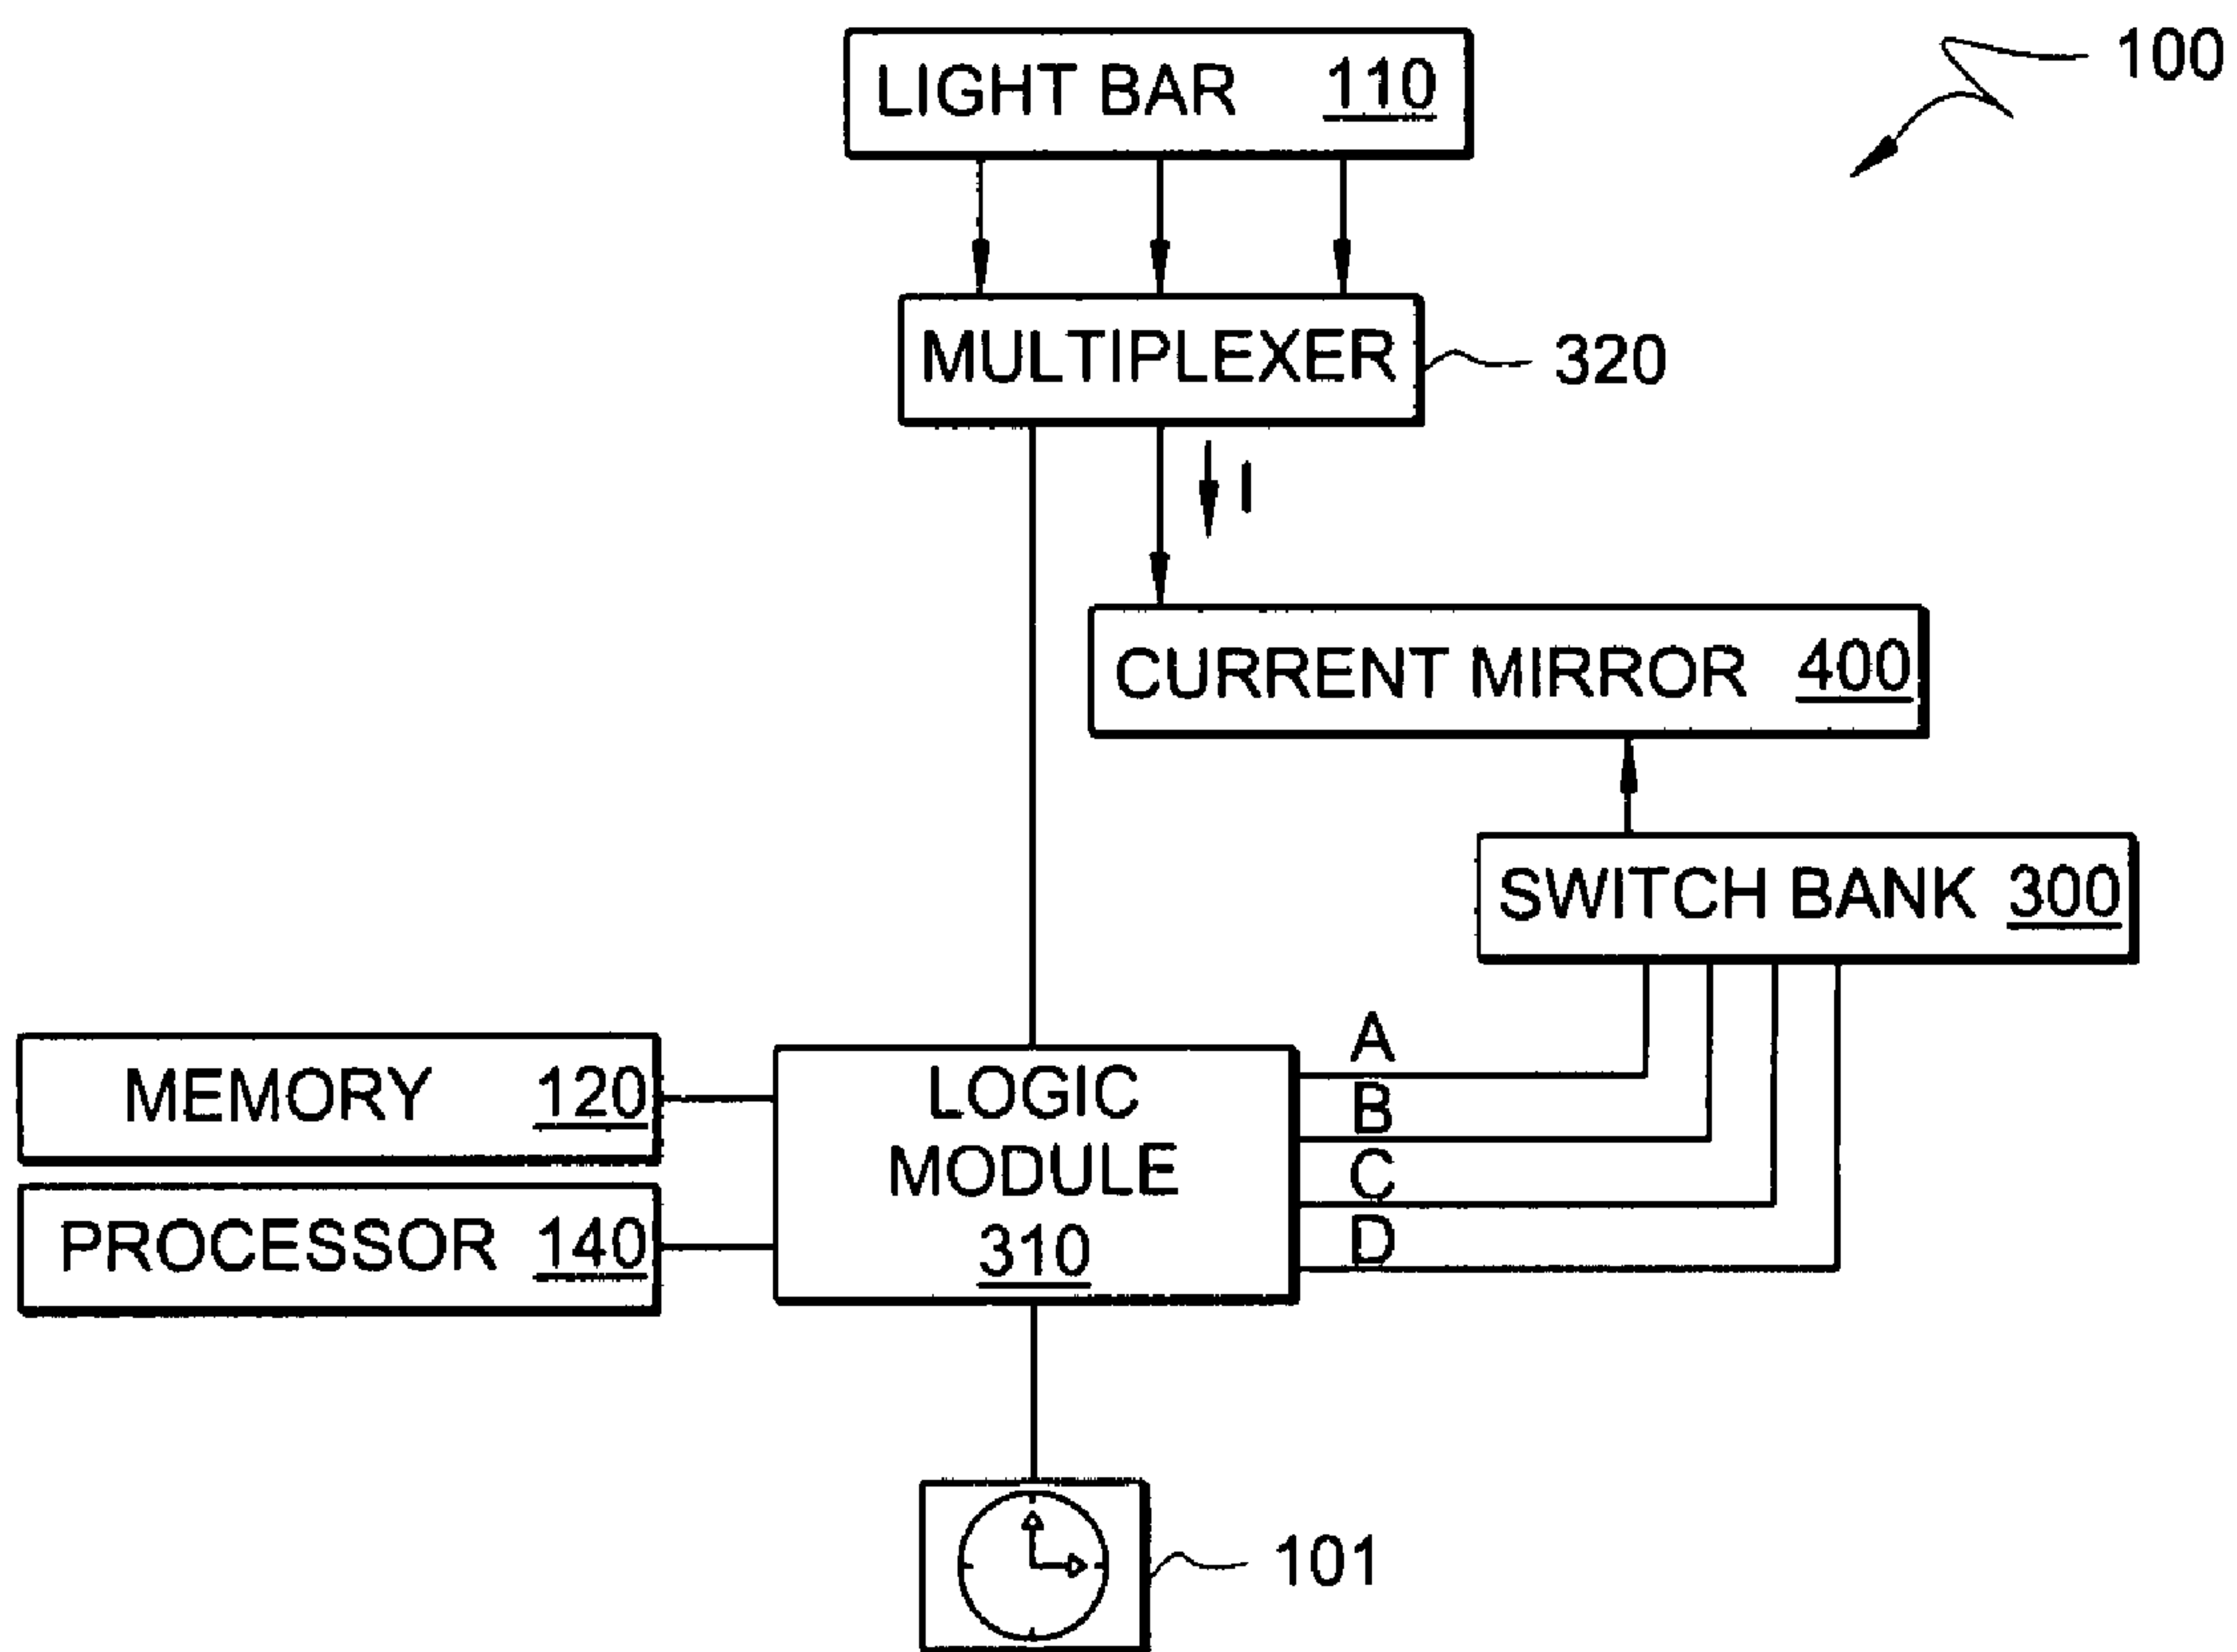 100
LIGHT BAR 110
MULTIPLEXER
320
I
CURRENT MIRROR 400
SWITCH BANK 300
A
B
C
D
MEMORY 120
PROCESSOR 140
LOGIC
MODULE
310
101